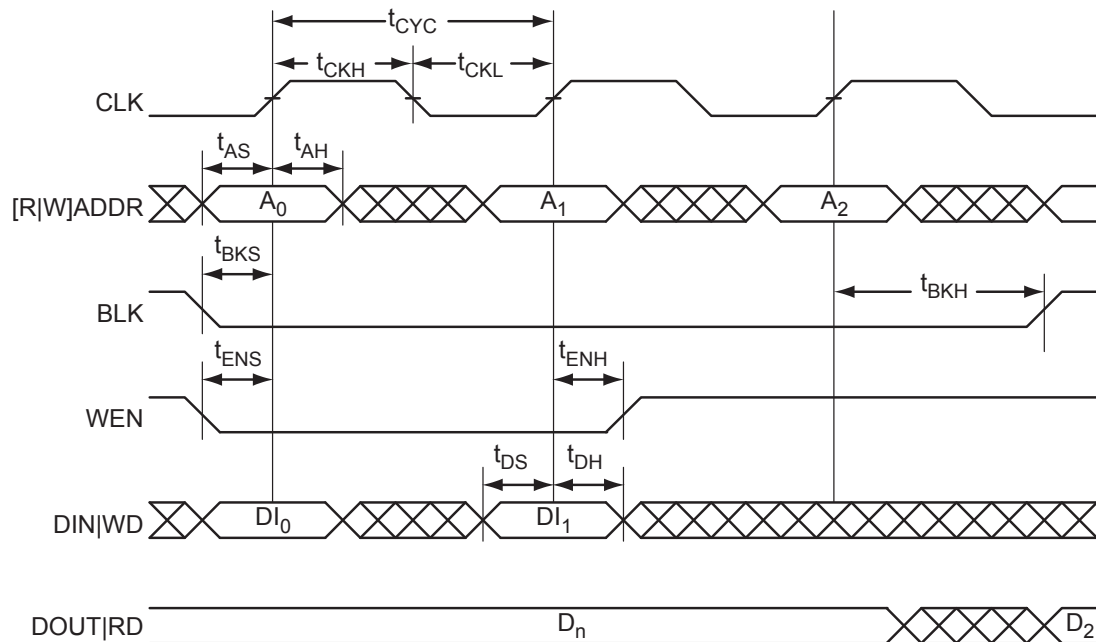 tCYC
tCKH tCKL
CLK
tAS tAH
[R|W]ADDR A0 A1 A2
tBKS tBKH
BLK
tENS tENH
WEN
tDS tDH
DIN|WD DI0 DI1
DOUT|RD Dn D2